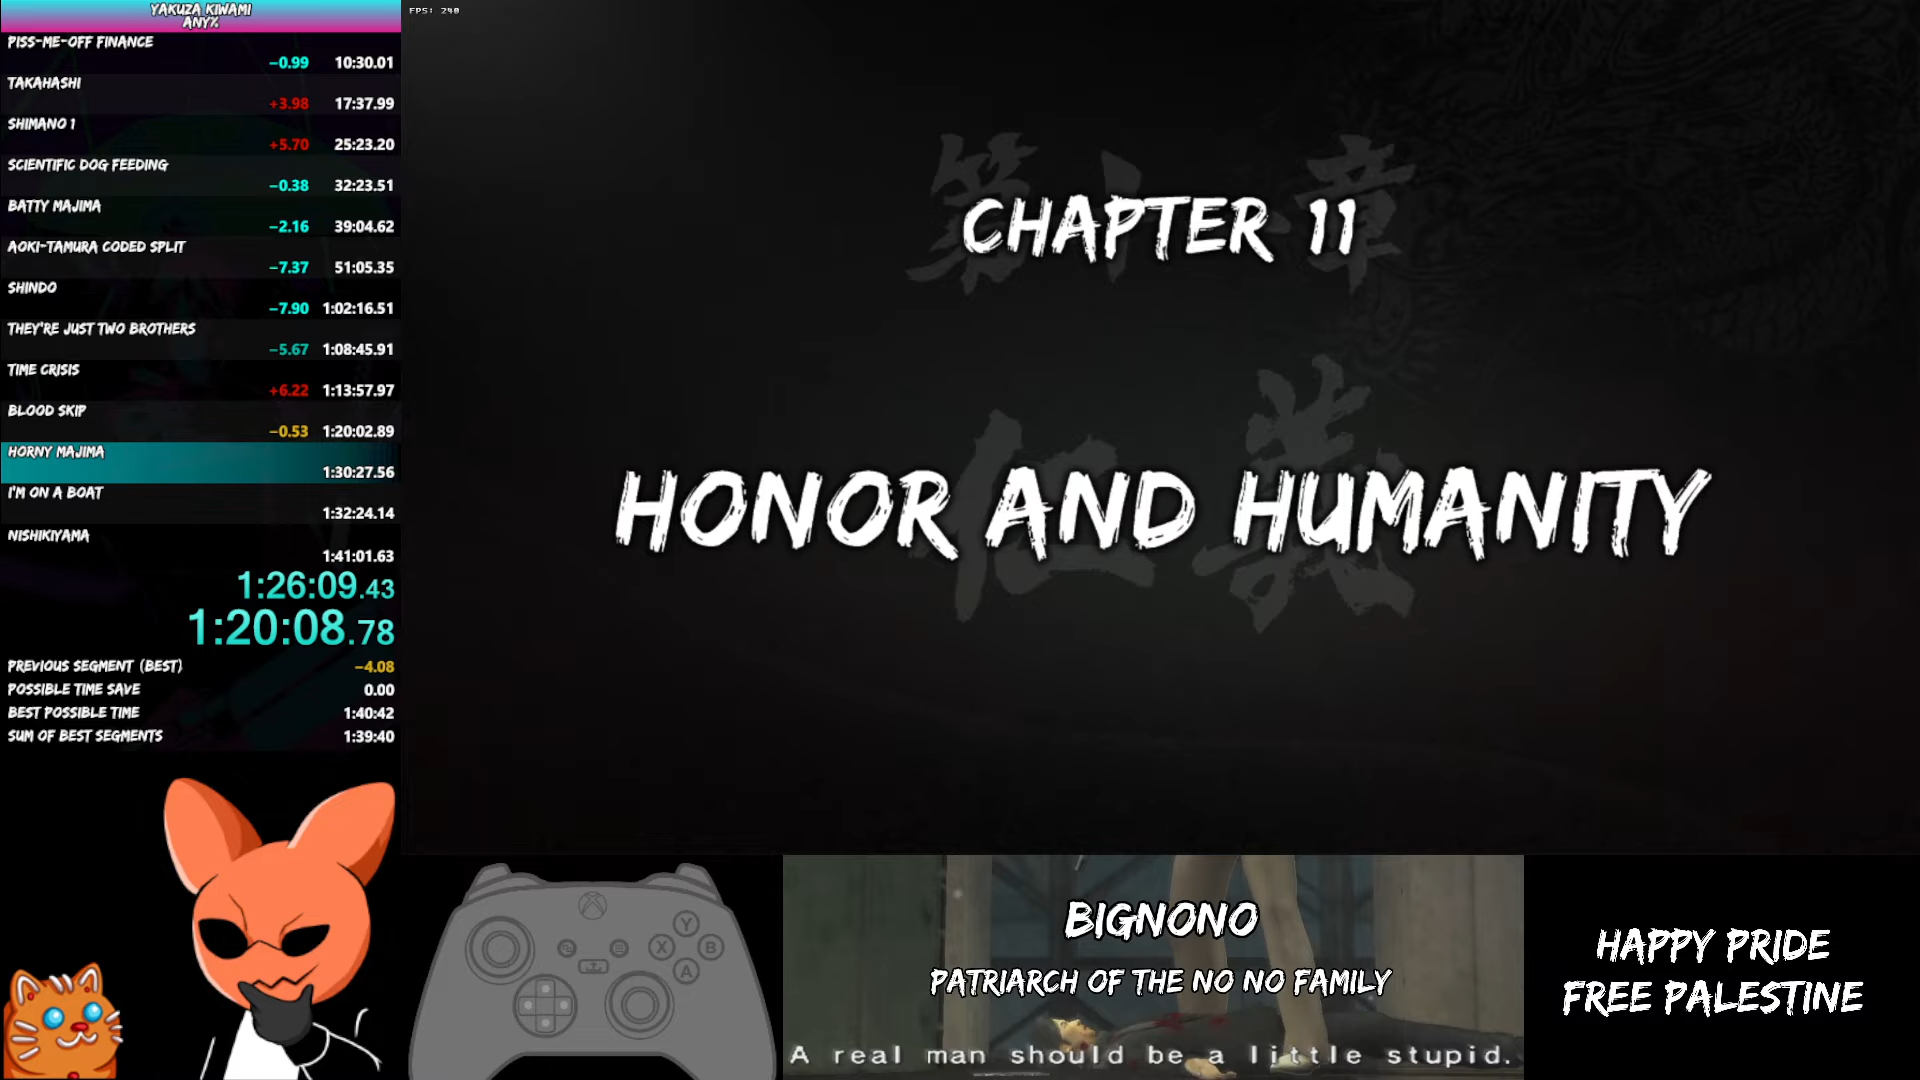 YAKUZA KIWAMI
ANY%
PISS-ME-OFF FINANCE
−0.99 10:30.01
TAKAHASHI
+3.98 17:37.99
SHIMANO 1
+5.70 25:23.20
SCIENTIFIC DOG FEEDING
−0.38 32:23.51
BATTY MAJIMA
−2.16 39:04.62
AOKI-TAMURA CODED SPLIT
−7.37 51:05.35
SHINDO
−7.90 1:02:16.51
THEY'RE JUST TWO BROTHERS
−5.67 1:08:45.91
TIME CRISIS
+6.22 1:13:57.97
BLOOD SKIP
−0.53 1:20:02.89
HORNY MAJIMA
1:30:27.56
I'M ON A BOAT
1:32:24.14
NISHIKIYAMA
1:41:01.63
1:26:09.43
1:20:08.78
PREVIOUS SEGMENT (BEST) −4.08
POSSIBLE TIME SAVE 0.00
BEST POSSIBLE TIME 1:40:42
SUM OF BEST SEGMENTS 1:39:40
FPS: 240
第十一章
CHAPTER 11
仁義
HONOR AND HUMANITY
Y
X
B
A
BIGNONO
PATRIARCH OF THE NO NO FAMILY
A real man should be a little stupid.
HAPPY PRIDE
FREE PALESTINE